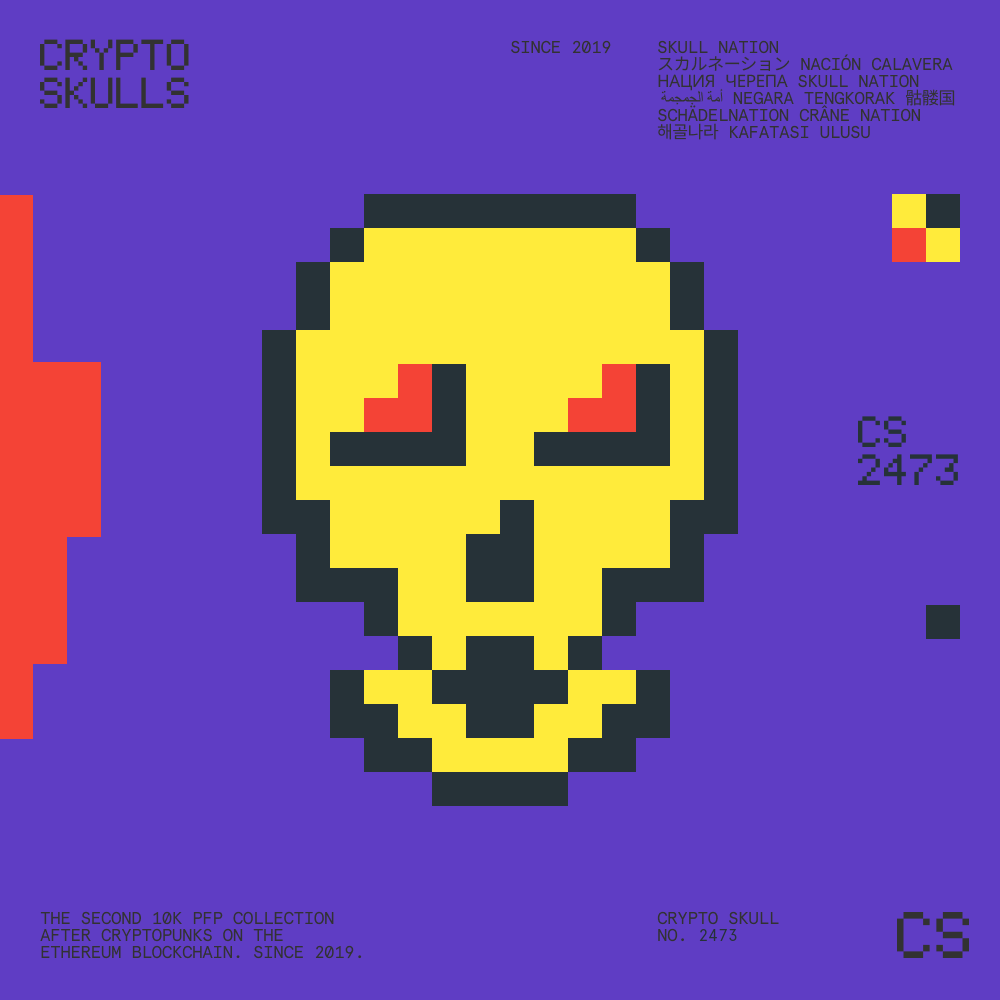 CRYPTO
SKULLS
SINCE 2019
SKULL NATION
スカルネーション NACIÓN CALAVERA
НАЦИЯ ЧЕРЕПА SKULL NATION
أمة الجمجمة NEGARA TENGKORAK 骷髅国
SCHÄDELNATION CRÂNE NATION
해골나라 KAFATASI ULUSU
CS
2473
THE SECOND 10K PFP COLLECTION
AFTER CRYPTOPUNKS ON THE
ETHEREUM BLOCKCHAIN. SINCE 2019.
CRYPTO SKULL
NO. 2473
CS